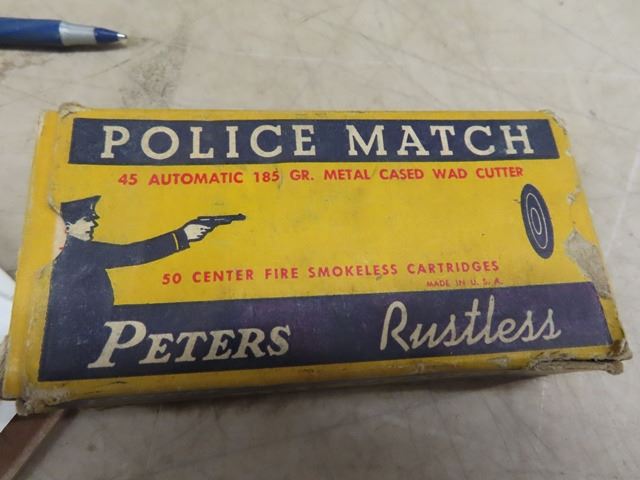 POLICE MATCH
45 AUTOMATIC 185 GR. METAL CASED WAD CUTTER
50 CENTER FIRE SMOKELESS CARTRIDGES
MADE IN U.S.A.
PETERS Rustless